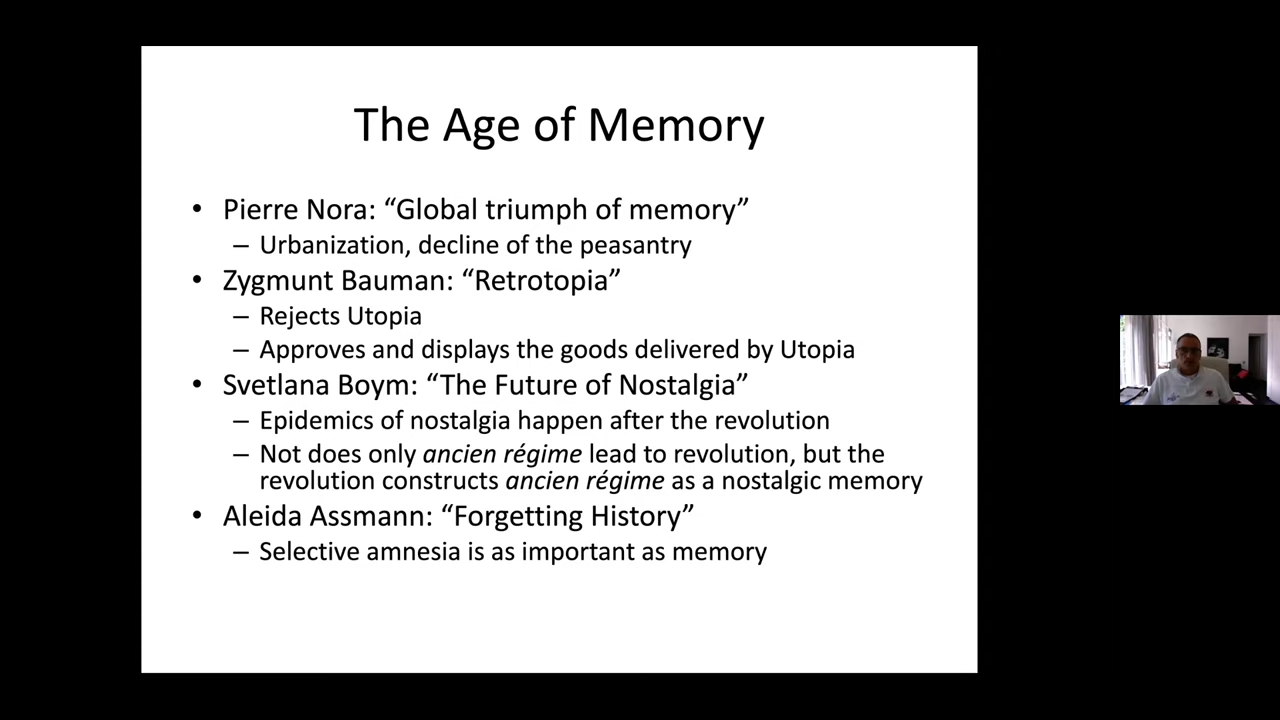 The Age of Memory
• Pierre Nora: “Global triumph of memory”
– Urbanization, decline of the peasantry
• Zygmunt Bauman: “Retrotopia”
– Rejects Utopia
– Approves and displays the goods delivered by Utopia
• Svetlana Boym: “The Future of Nostalgia”
– Epidemics of nostalgia happen after the revolution
– Not does only ancien régime lead to revolution, but the
revolution constructs ancien régime as a nostalgic memory
• Aleida Assmann: “Forgetting History”
– Selective amnesia is as important as memory